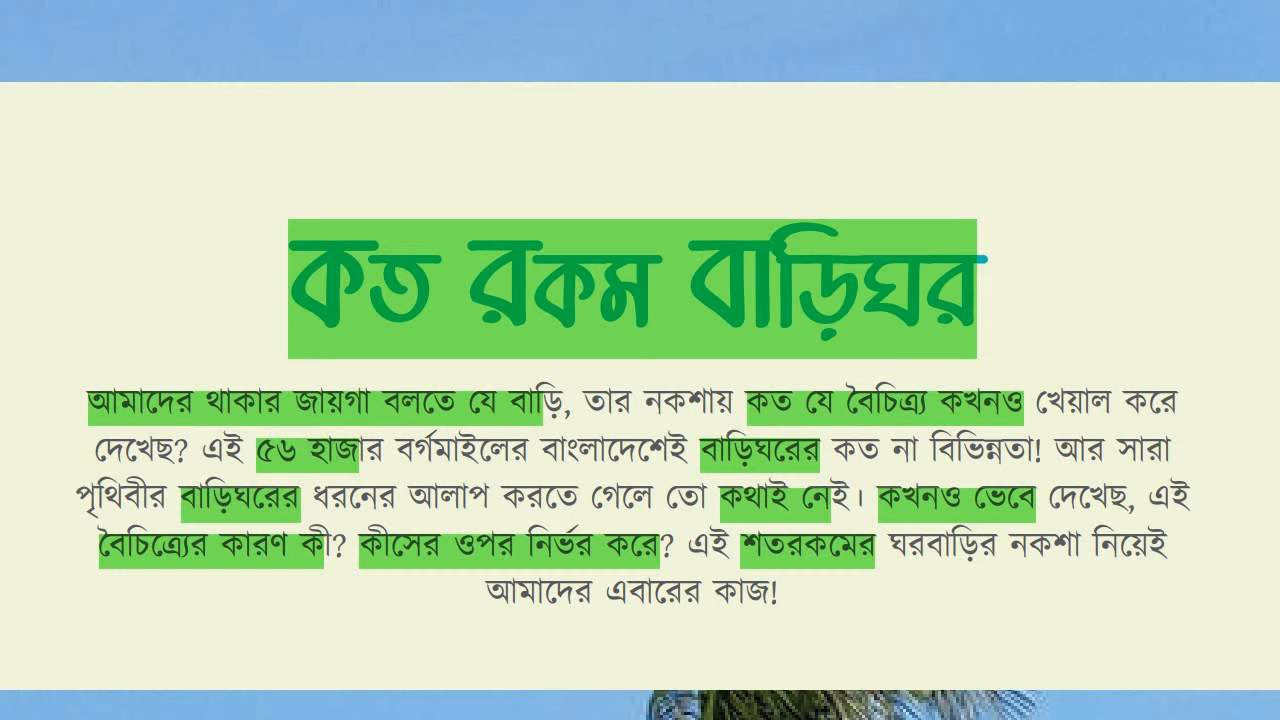 কত রকম বাড়িঘর
আমাদের থাকার জায়গা বলতে যে বাড়ি, তার নকশায় কত যে বৈচিত্র্য কখনও খেয়াল করে
দেখেছ? এই ৫৬ হাজার বর্গমাইলের বাংলাদেশেই বাড়িঘরের কত না বিভিন্নতা! আর সারা
পৃথিবীর বাড়িঘরের ধরনের আলাপ করতে গেলে তো কথাই নেই। কখনও ভেবে দেখেছ, এই
বৈচিত্র্যের কারণ কী? কীসের ওপর নির্ভর করে? এই শতরকমের ঘরবাড়ির নকশা নিয়েই
আমাদের এবারের কাজ!